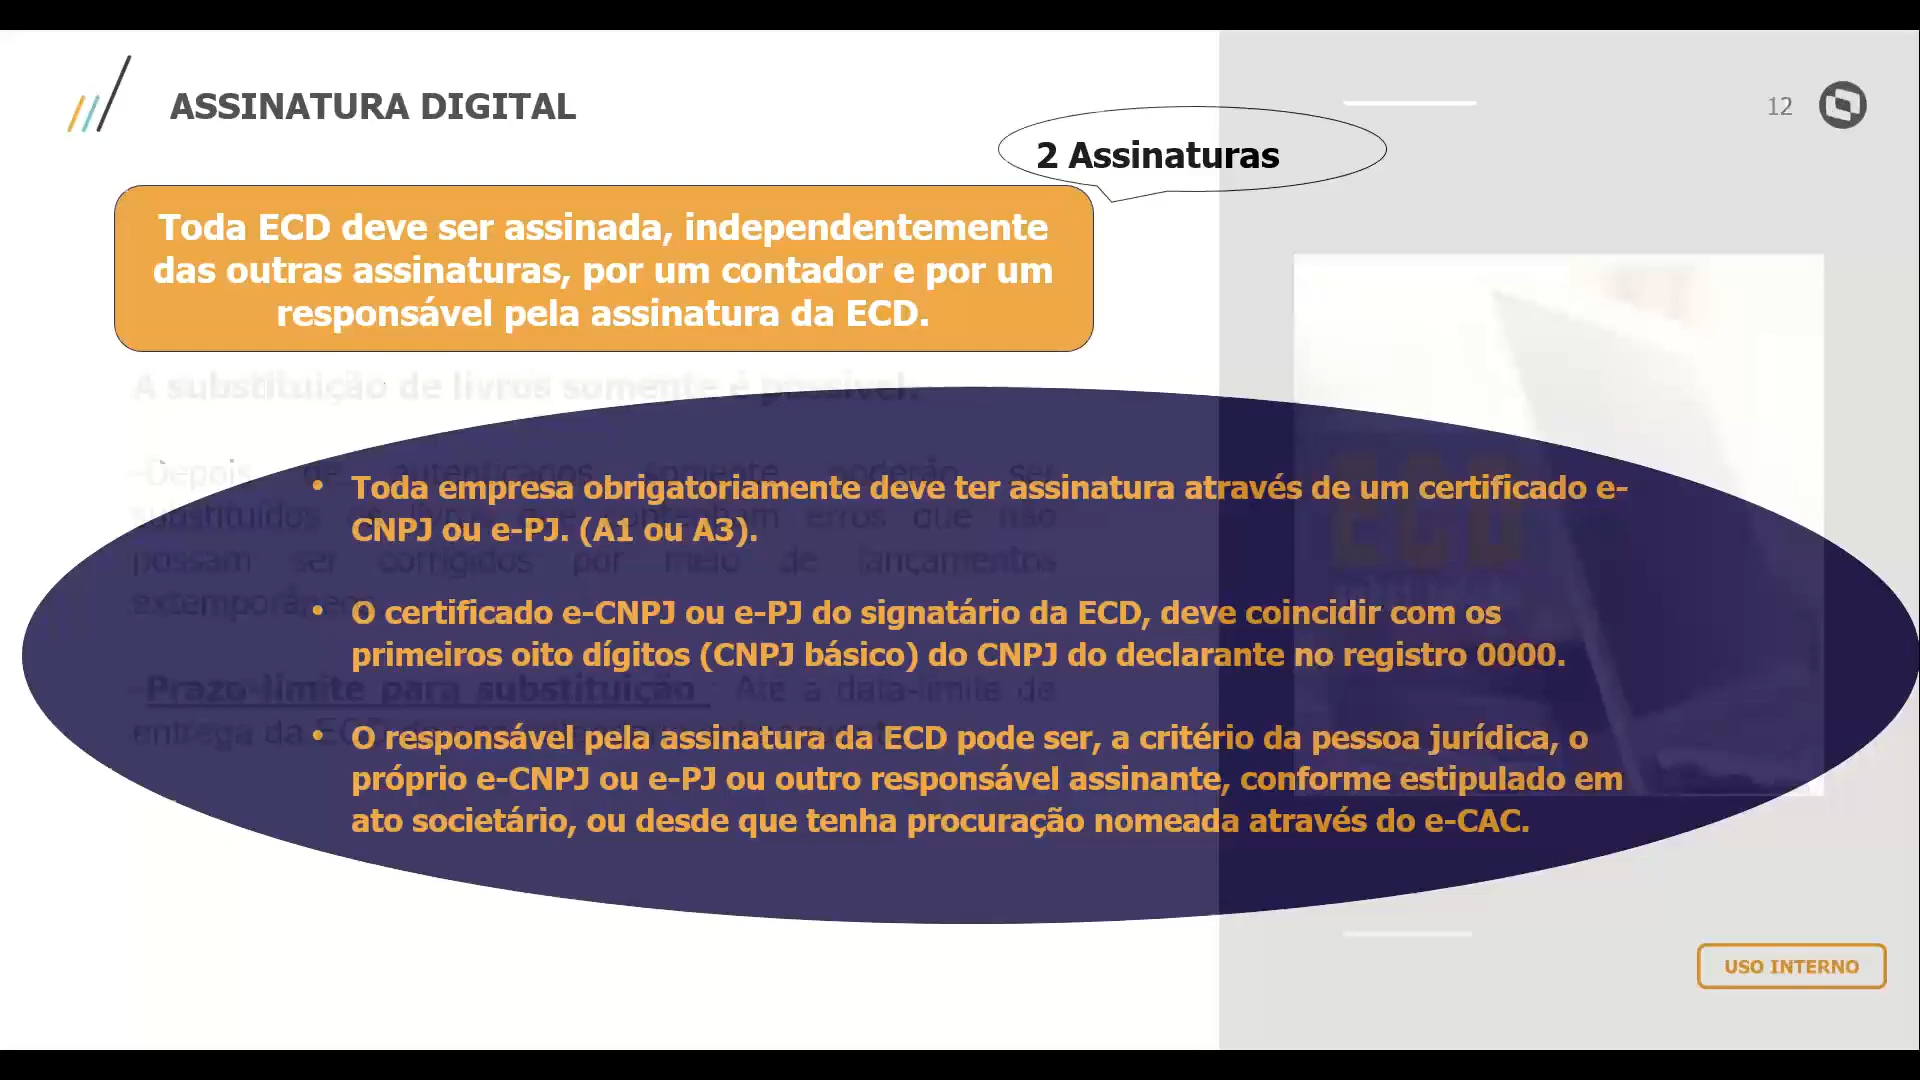 ASSINATURA DIGITAL
12
2 Assinaturas
Toda ECD deve ser assinada, independentemente
das outras assinaturas, por um contador e por um
responsável pela assinatura da ECD.
A substituição de livros somente é possível:
-Depois de autenticados somente poderão ser
substituídos os livros que contenham erros que não
possam ser corrigidos por meio de lançamentos
extemporâneos
-Prazo-limite para substituição : Até a data-limite de
entrega da ECD
• Toda empresa obrigatoriamente deve ter assinatura através de um certificado e-
CNPJ ou e-PJ. (A1 ou A3).
• O certificado e-CNPJ ou e-PJ do signatário da ECD, deve coincidir com os
primeiros oito dígitos (CNPJ básico) do CNPJ do declarante no registro 0000.
• O responsável pela assinatura da ECD pode ser, a critério da pessoa jurídica, o
próprio e-CNPJ ou e-PJ ou outro responsável assinante, conforme estipulado em
ato societário, ou desde que tenha procuração nomeada através do e-CAC.
ECD
USO INTERNO